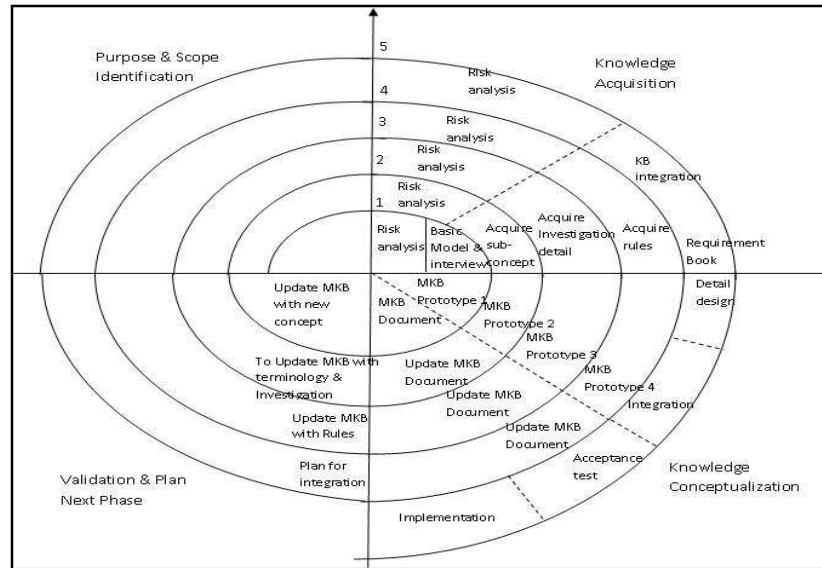 Purpose & Scope
Identification
Knowledge
Acquisition
5
4
3
2
1
Risk
analysis
Risk
analysis
Risk
analysis
Risk
analysis
Risk
analysis
Basic
Model &
interview
Acquire
sub-
concept
Acquire
Investigation
detail
Acquire
rules
KB
integration
Requirement
Book
Detail
design
Update MKB
with new
concept
MKB
Document
MKB
Prototype 1
MKB
Prototype 2
MKB
Prototype 3
MKB
Prototype 4
Integration
To Update MKB with
terminology &
Investigation
Update MKB
Document
Update MKB
Document
Update MKB
with Rules
Update MKB
Document
Plan for
integration
Acceptance
test
Implementation
Validation & Plan
Next Phase
Knowledge
Conceptualization